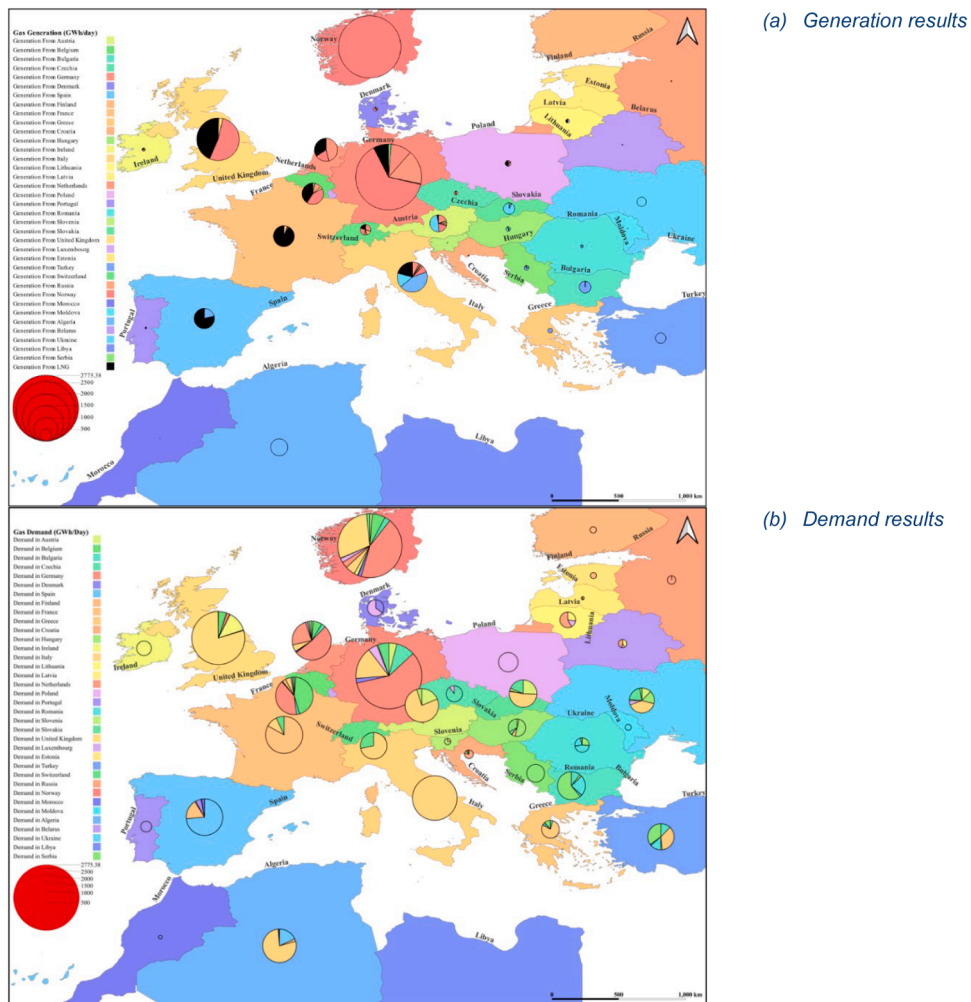 (a) Generation results
Gas Generation (GWh/day)
Generation From Austria
Generation From Belgium
Generation From Bulgaria
Generation From Czechia
Generation From Germany
Generation From Denmark
Generation From Spain
Generation From Finland
Generation From France
Generation From Greece
Generation From Croatia
Generation From Hungary
Generation From Ireland
Generation From Italy
Generation From Lithuania
Generation From Latvia
Generation From Netherlands
Generation From Poland
Generation From Portugal
Generation From Romania
Generation From Slovenia
Generation From Slovakia
Generation From United Kingdom
Generation From Luxembourg
Generation From Estonia
Generation From Turkey
Generation From Switzerland
Generation From Russia
Generation From Norway
Generation From Morocco
Generation From Moldova
Generation From Algeria
Generation From Belarus
Generation From Ukraine
Generation From Libya
Generation From Serbia
Generation From LNG
2775.38
2500
2000
1500
1000
500
Norway
Russia
Finland
Estonia
Denmark
Latvia
Belarus
Lithuania
Poland
Germany
Ireland
Netherlands
United Kingdom
France
Slovakia
Czechia
Austria
Romania
Moldova
Switzerland
Hungary
Ukraine
Croatia
Serbia
Bulgaria
Spain
Italy
Greece
Turkey
Portugal
Algeria
Libya
Morocco
0 500 1,000 km
(b) Demand results
Gas Demand (GWh/Day)
Demand in Austria
Demand in Belgium
Demand in Bulgaria
Demand in Czechia
Demand in Germany
Demand in Denmark
Demand in Spain
Demand in Finland
Demand in France
Demand in Greece
Demand in Croatia
Demand in Hungary
Demand in Ireland
Demand in Italy
Demand in Lithuania
Demand in Latvia
Demand in Netherlands
Demand in Poland
Demand in Portugal
Demand in Romania
Demand in Slovenia
Demand in Slovakia
Demand in United Kingdom
Demand in Luxembourg
Demand in Estonia
Demand in Turkey
Demand in Switzerland
Demand in Russia
Demand in Norway
Demand in Morocco
Demand in Moldova
Demand in Algeria
Demand in Belarus
Demand in Ukraine
Demand in Libya
Demand in Serbia
2775.38
2500
2000
1500
1000
500
Norway
Russia
Finland
Estonia
Denmark
Latvia
Lithuania
Poland
Germany
Ireland
United Kingdom
France
Slovakia
Switzerland
Slovenia
Ukraine
Moldova
Croatia
Serbia
Romania
Bulgaria
Spain
Italy
Greece
Turkey
Portugal
Algeria
Morocco
Libya
0 500 1,000 km